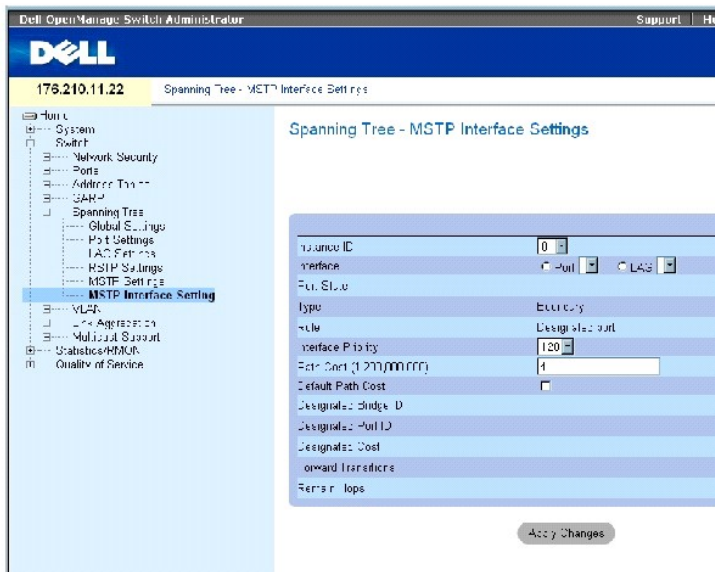 Dell OpenManage Switch Administrator Support
DELL
176.210.11.22 Spanning Tree - MSTP Interface Settings
Home
System
Switch
Network Security
Ports
Address Tables
GARP
Spanning Tree
Global Settings
Port Settings
LAG Settings
RSTP Settings
MSTP Settings
MSTP Interface Setting
VLAN
Link Aggregation
Multicast Support
Statistics/RMON
Quality of Service
Spanning Tree - MSTP Interface Settings
Instance ID 0
Interface Port LAG
Port State
Type Boundary
Role Designated port
Interface Priority 120
Path Cost (1-200,000,000) 4
Default Path Cost
Designated Bridge ID
Designated Port ID
Designated Cost
Forward Transitions
Remain Hops
Apply Changes